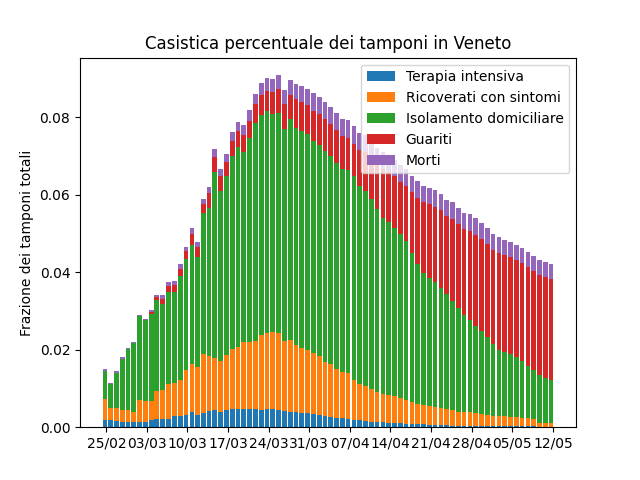 Casistica percentuale dei tamponi in Veneto
Terapia intensiva
Ricoverati con sintomi
Isolamento domiciliare
Guariti
Morti
Frazione dei tamponi totali
0.08
0.06
0.04
0.02
0.00
25/02 03/03 10/03 17/03 24/03 31/03 07/04 14/04 21/04 28/04 05/05 12/05